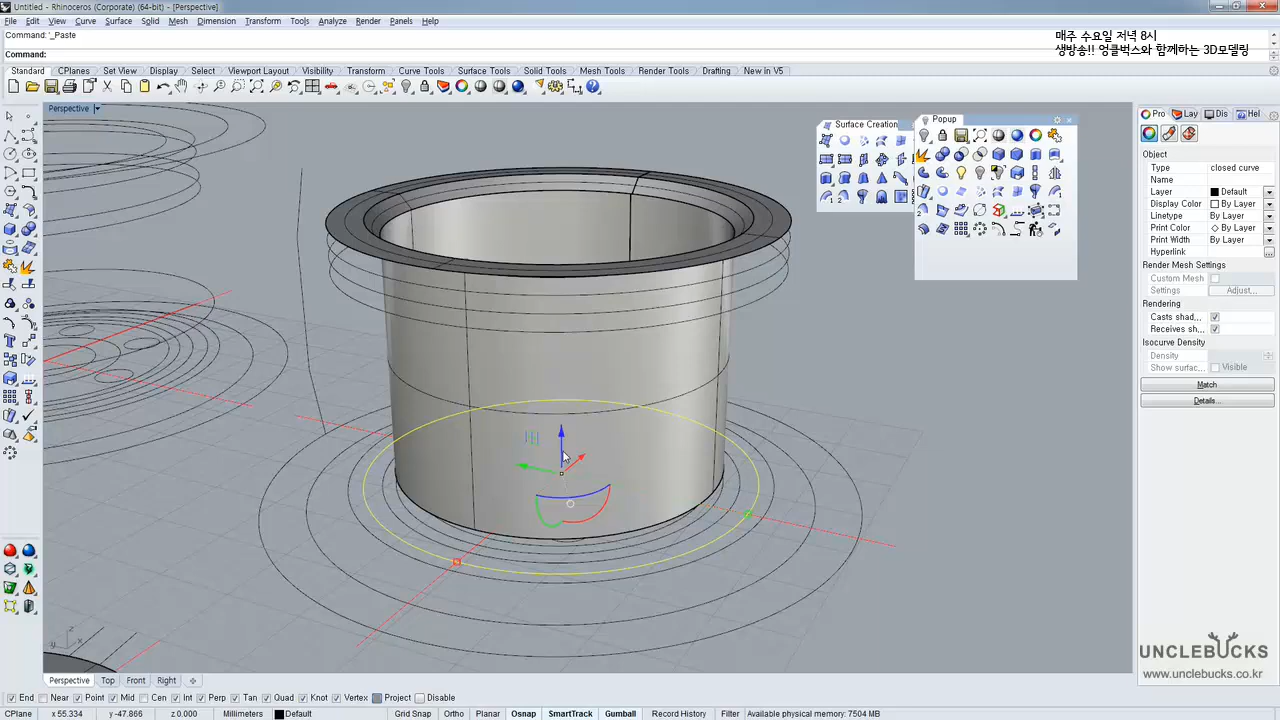 Untitled - Rhinoceros (Corporate) (64-bit) - [Perspective]
File Edit View Curve Surface Solid Mesh Dimension Transform Tools Analyze Render Panels Help
Command: '_Paste
매주 수요일 저녁 8시
Command:
생방송!! 엉클벅스와 함께하는 3D모델링
Standard CPlanes Set View Display Select Viewport Layout Visibility Transform Curve Tools Surface Tools Solid Tools Mesh Tools Render Tools Drafting New in V5
Perspective
Surface Creation
Popup
Pro Lay Dis Hel
Object
Type closed curve
Name
Layer Default
Display Color By Layer
Linetype By Layer
Print Color By Layer
Print Width By Layer
Hyperlink ...
Render Mesh Settings
Custom Mesh
Settings Adjust...
Rendering
Casts shad...
Receives sh...
Isocurve Density
Density
Show surfac... Visible
Match
Details...
z
y x
UNCLEBUCKS
www.unclebucks.co.kr
Perspective Top Front Right
End Near Point Mid Cen Int Perp Tan Quad Knot Vertex Project Disable
CPlane x 55.334 y -47.866 z 0.000 Millimeters Default Grid Snap Ortho Planar Osnap SmartTrack Gumball Record History Filter Available physical memory: 7504 MB